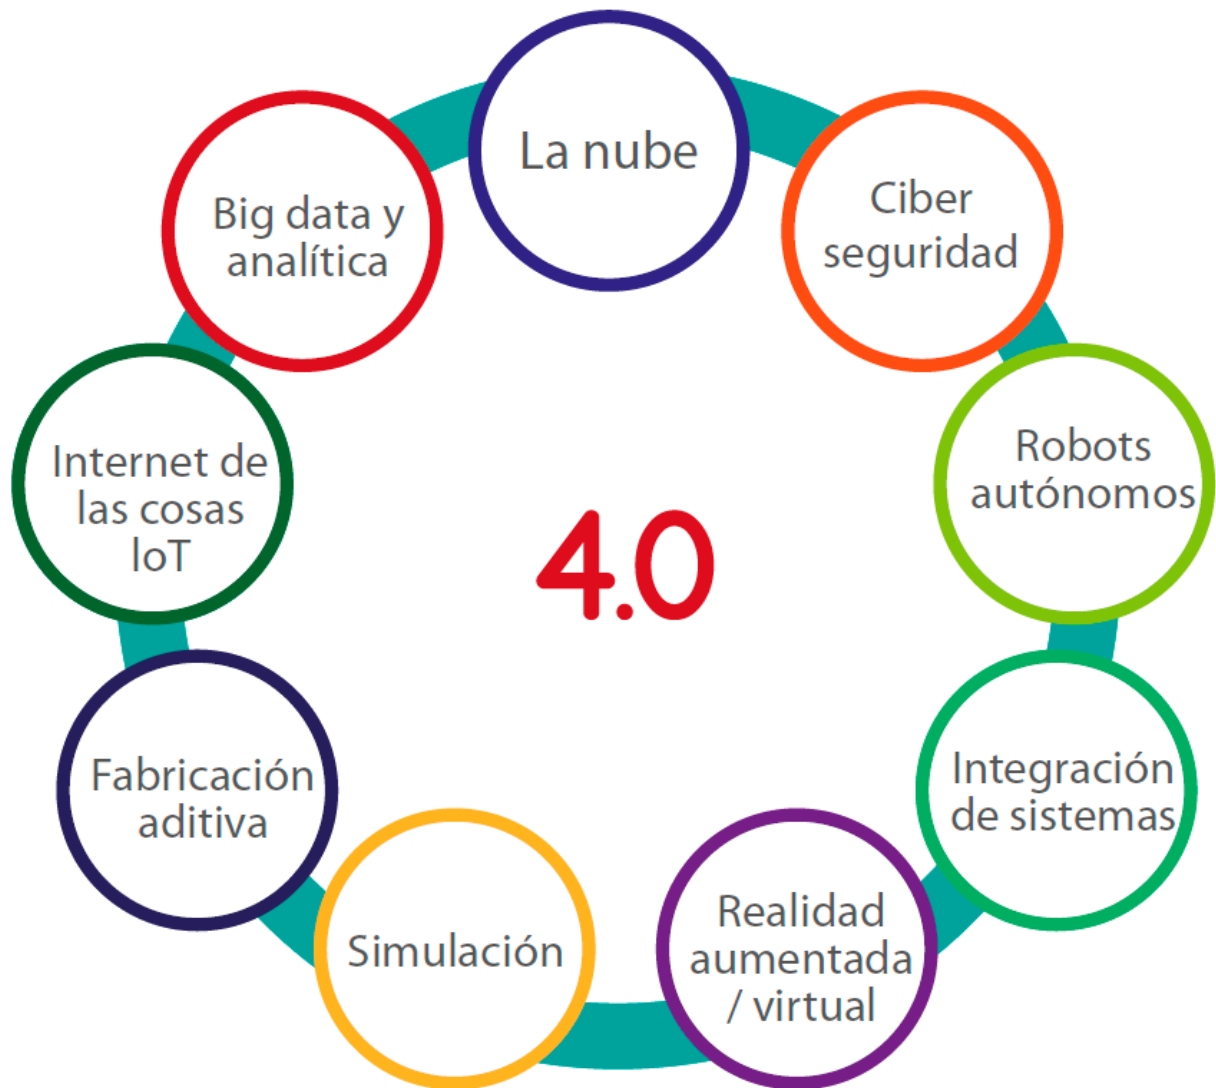 La nube
Ciber
seguridad
Robots
autónomos
Integración
de sistemas
Realidad
aumentada
/ virtual
Simulación
Fabricación
aditiva
Internet de
las cosas
IoT
Big data y
analítica
4.0